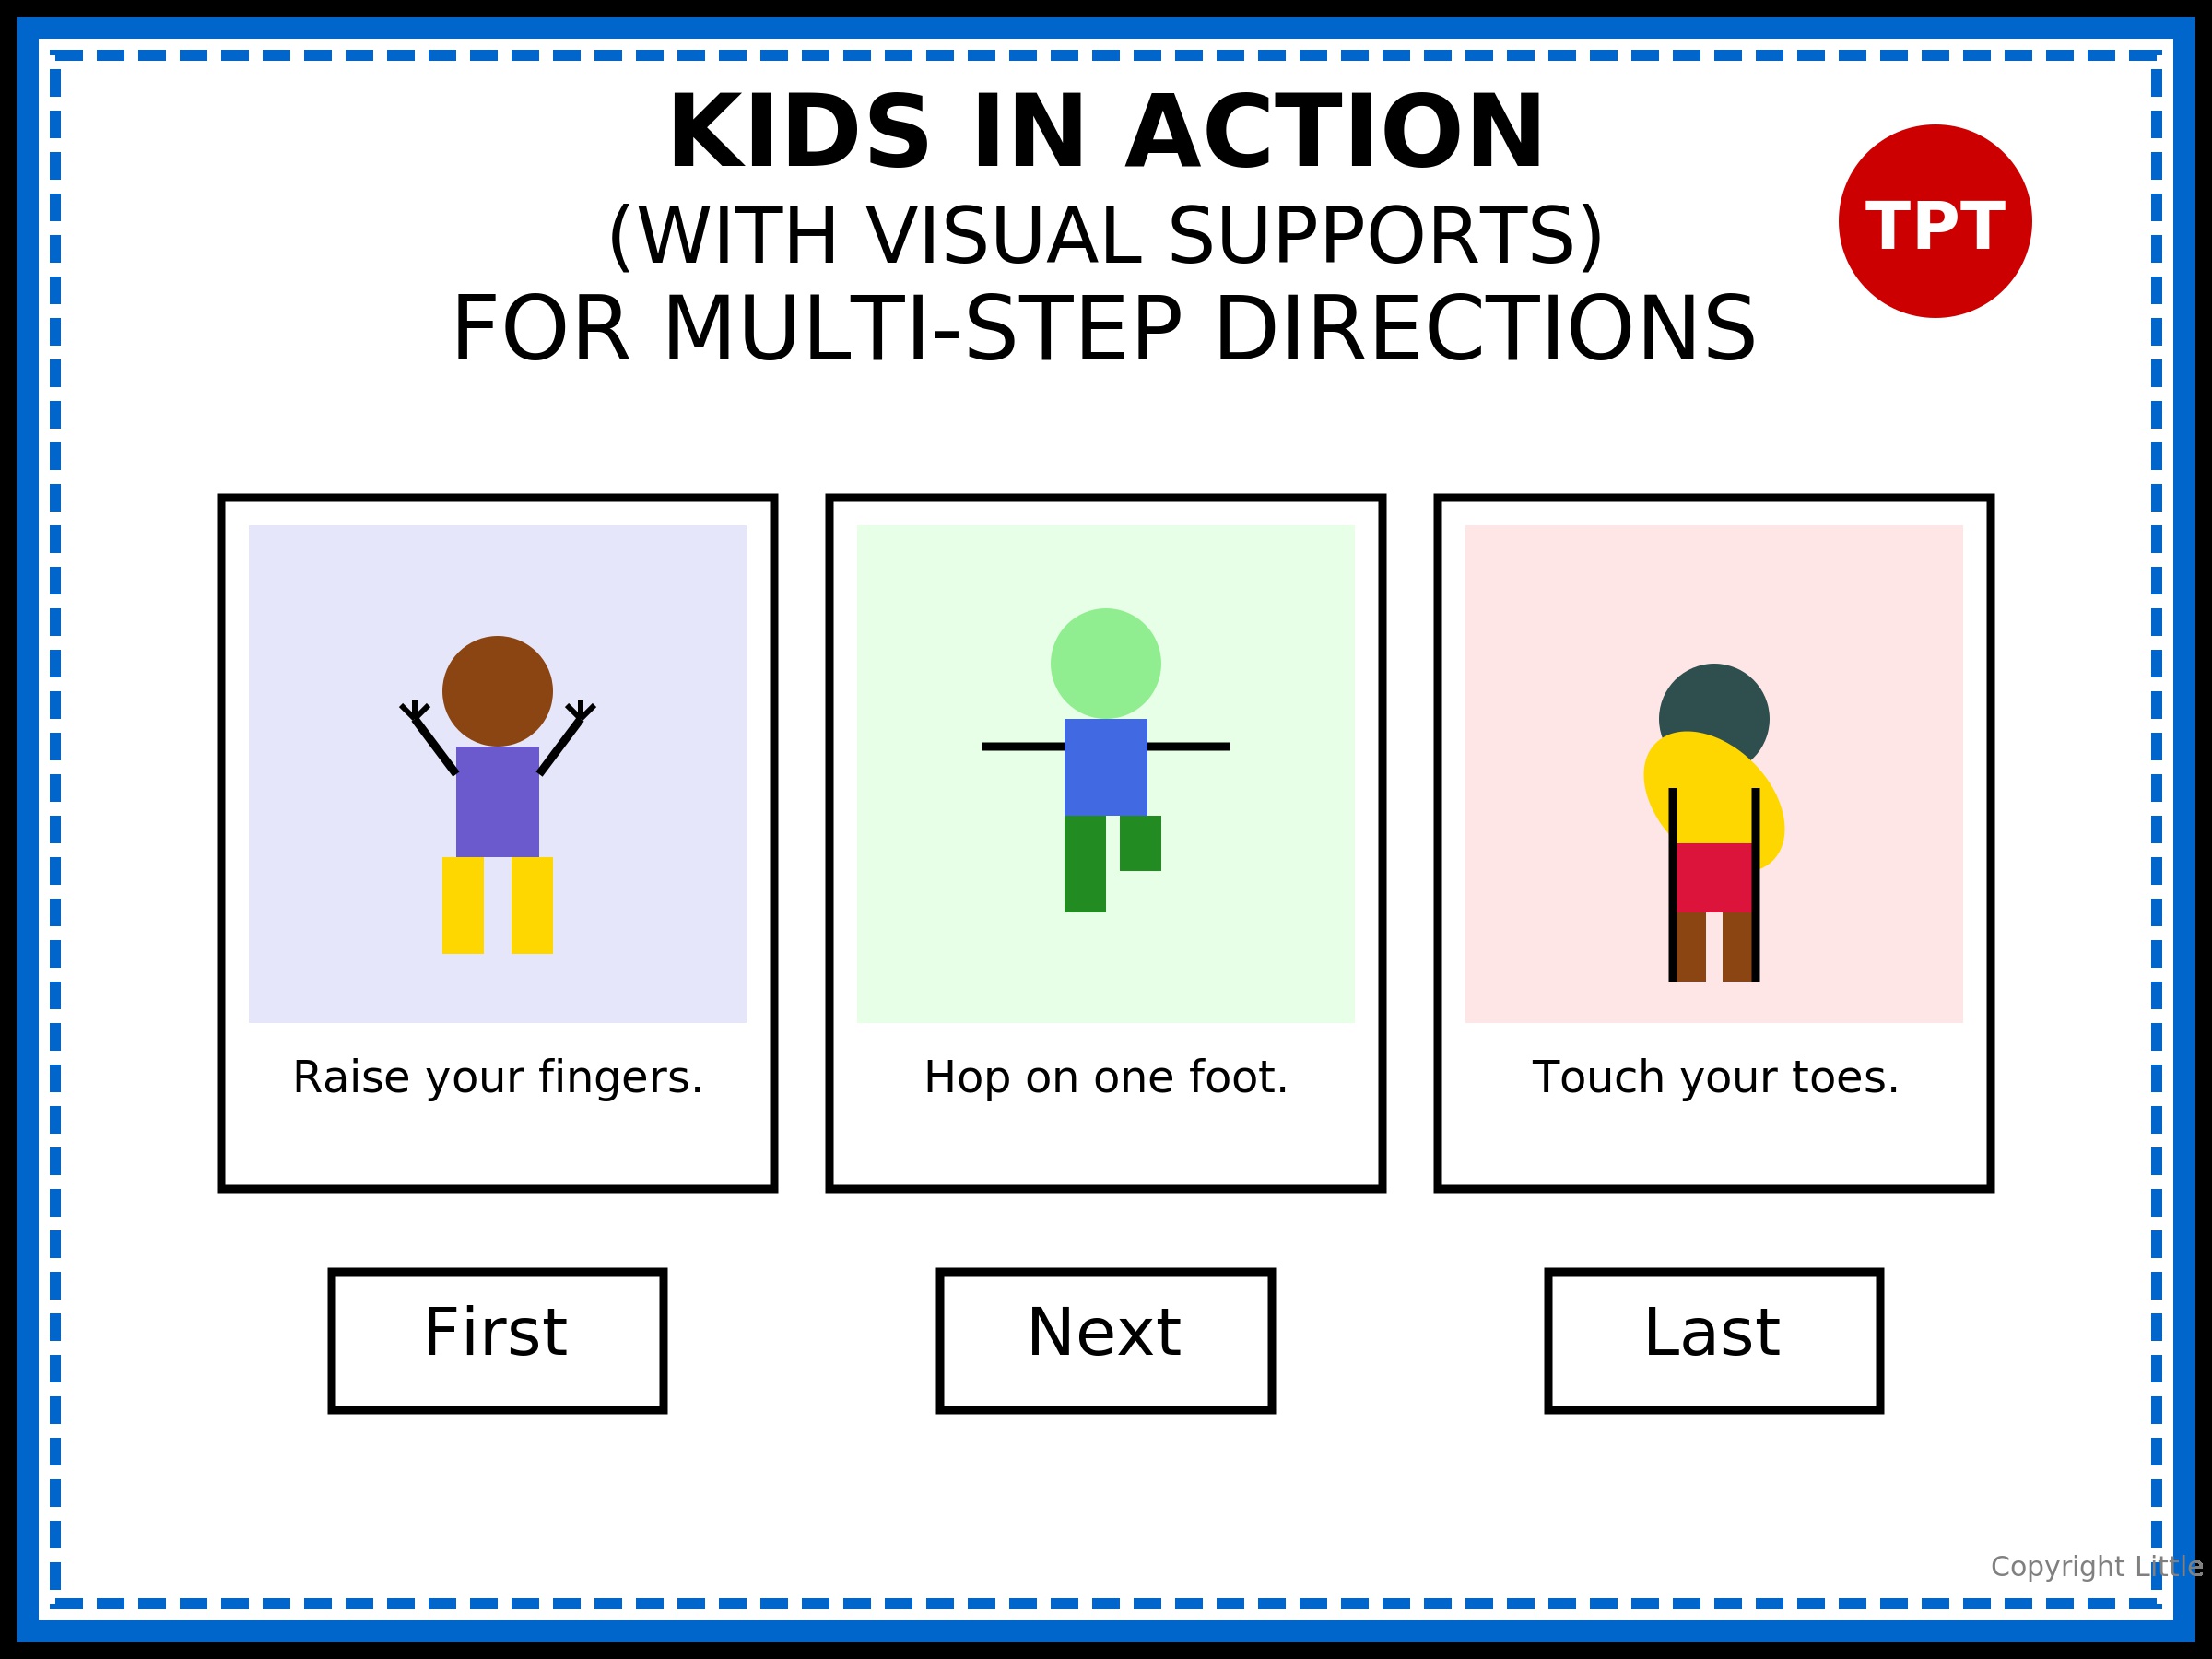 KIDS IN ACTION
(WITH VISUAL SUPPORTS)
FOR MULTI-STEP DIRECTIONS
TPT
Raise your fingers.
Hop on one foot.
Touch your toes.
First
Next
Last
Copyright Little